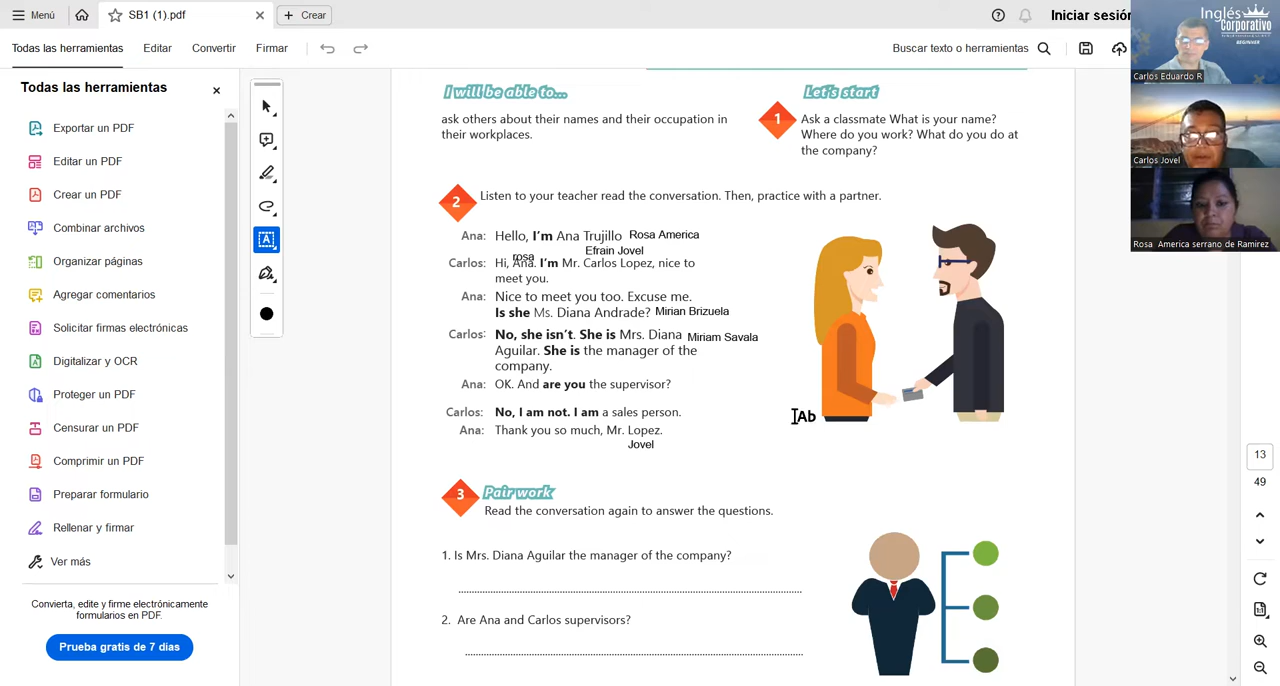 Menú
SB1 (1).pdf
Crear
Iniciar sesión
Todas las herramientas
Editar
Convertir
Firmar
Buscar texto o herramientas
Todas las herramientas
Exportar un PDF
Editar un PDF
Crear un PDF
Combinar archivos
Organizar páginas
Agregar comentarios
Solicitar firmas electrónicas
Digitalizar y OCR
Proteger un PDF
Censurar un PDF
Comprimir un PDF
Preparar formulario
Rellenar y firmar
Ver más
Convierta, edite y firme electrónicamente
formularios en PDF.
Prueba gratis de 7 días
I will be able to...
ask others about their names and their occupation in
their workplaces.
Let's start
1
Ask a classmate What is your name?
Where do you work? What do you do at
the company?
2
Listen to your teacher read the conversation. Then, practice with a partner.
Ana: Hello, I'm Ana Trujillo Rosa America
Efrain Jovel
rosa
Carlos: Hi, Ana. I'm Mr. Carlos Lopez, nice to
meet you.
Ana: Nice to meet you too. Excuse me.
Is she Ms. Diana Andrade? Mirian Brizuela
Carlos: No, she isn't. She is Mrs. Diana Miriam Savala
Aguilar. She is the manager of the
company.
Ana: OK. And are you the supervisor?
Carlos: No, I am not. I am a sales person.
Ana: Thank you so much, Mr. Lopez.
Jovel
Ab
3
Pair work
Read the conversation again to answer the questions.
1. Is Mrs. Diana Aguilar the manager of the company?
2. Are Ana and Carlos supervisors?
13
49
Inglés
Corporativo
BEGINNER
Carlos Eduardo R
Carlos Jovel
Rosa America serrano de Ramirez